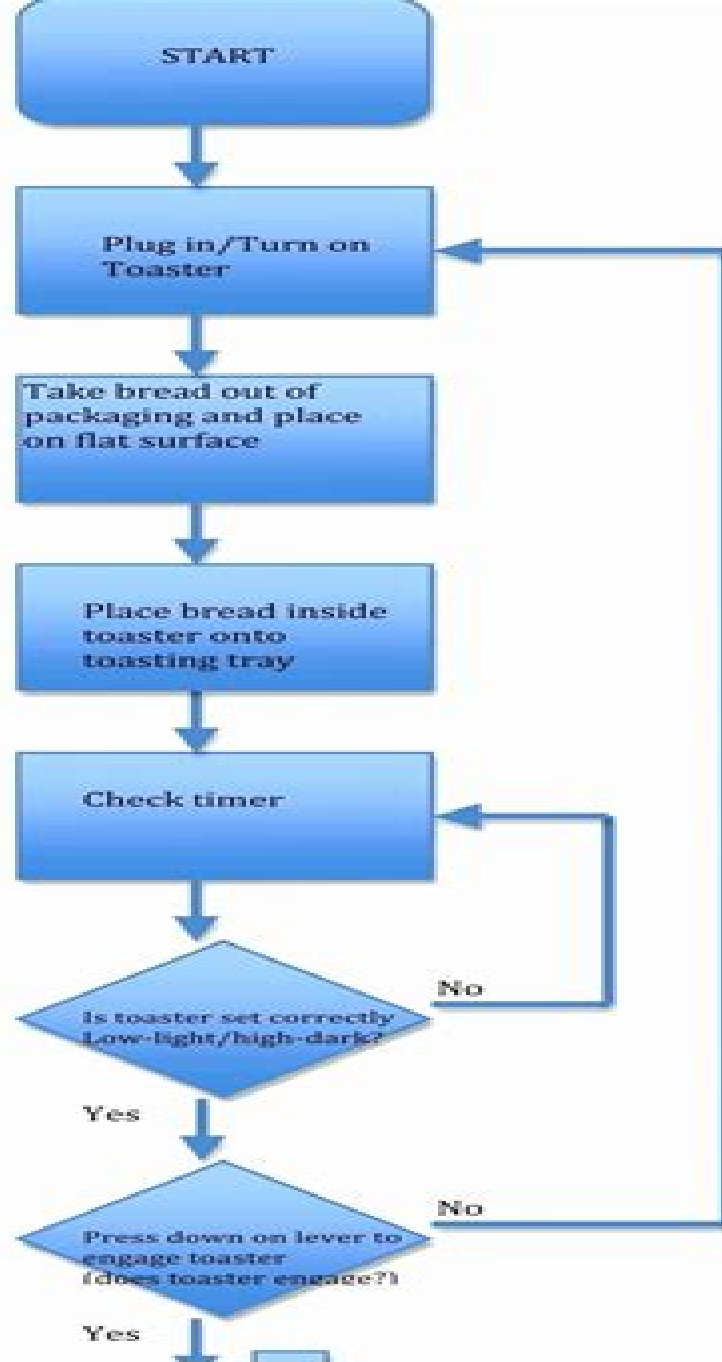 START
Plug in/Turn on
Toaster
Take bread out of
packaging and place
on flat surface
Place bread inside
toaster onto
toasting tray
Check timer
No
Is toaster set correctly
Low-light/high-dark?
Yes
No
Press down on lever to
engage toaster
(does toaster engage?)
Yes